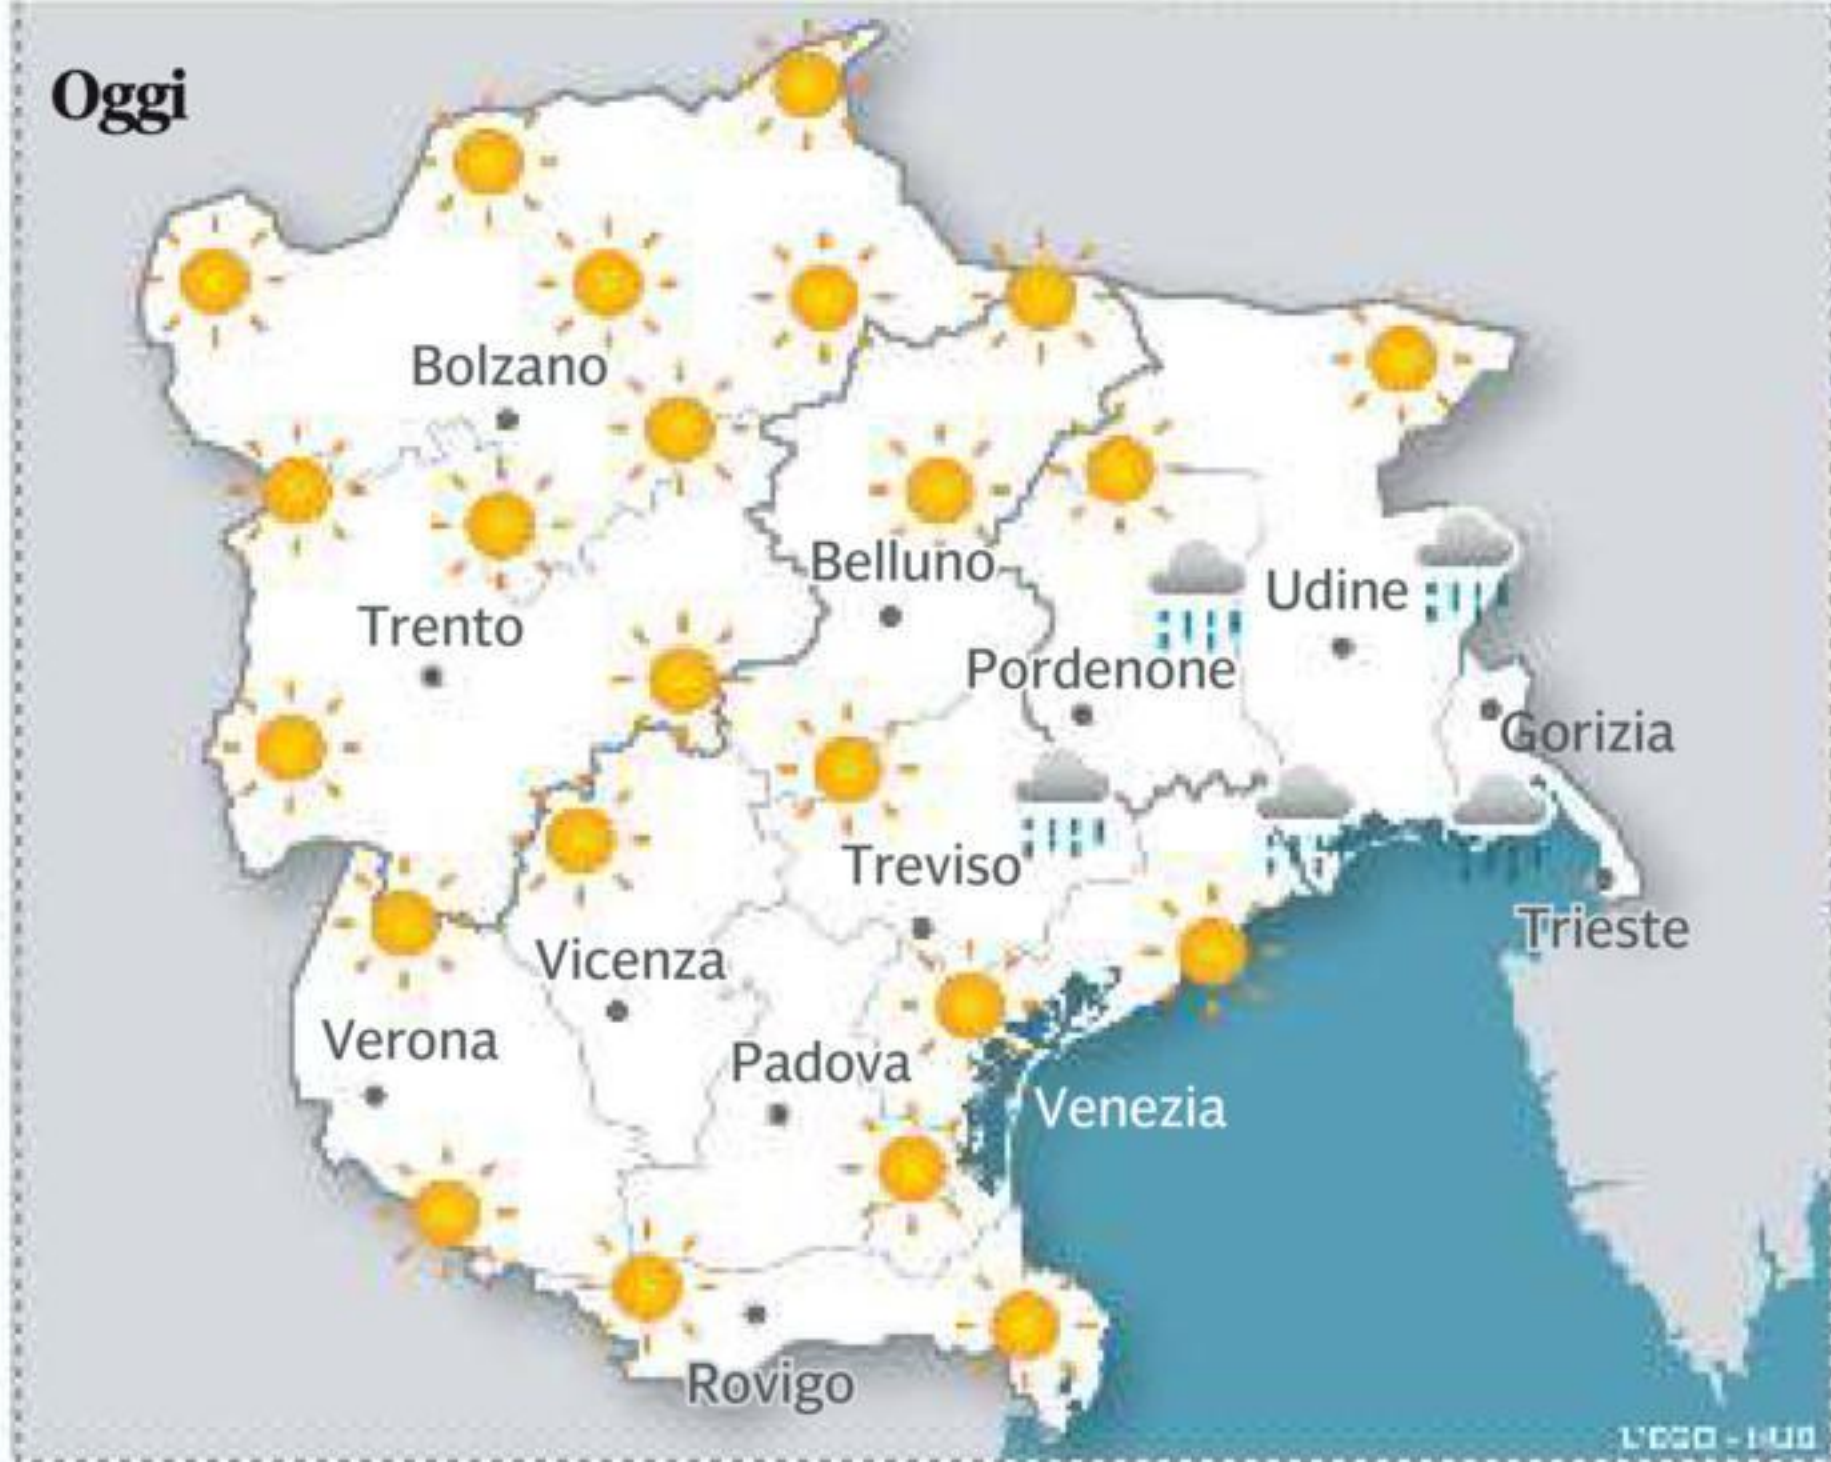 Oggi
Bolzano
Belluno
Udine
Trento
Pordenone
Gorizia
Treviso
Trieste
Vicenza
Verona
Padova
Venezia
Rovigo